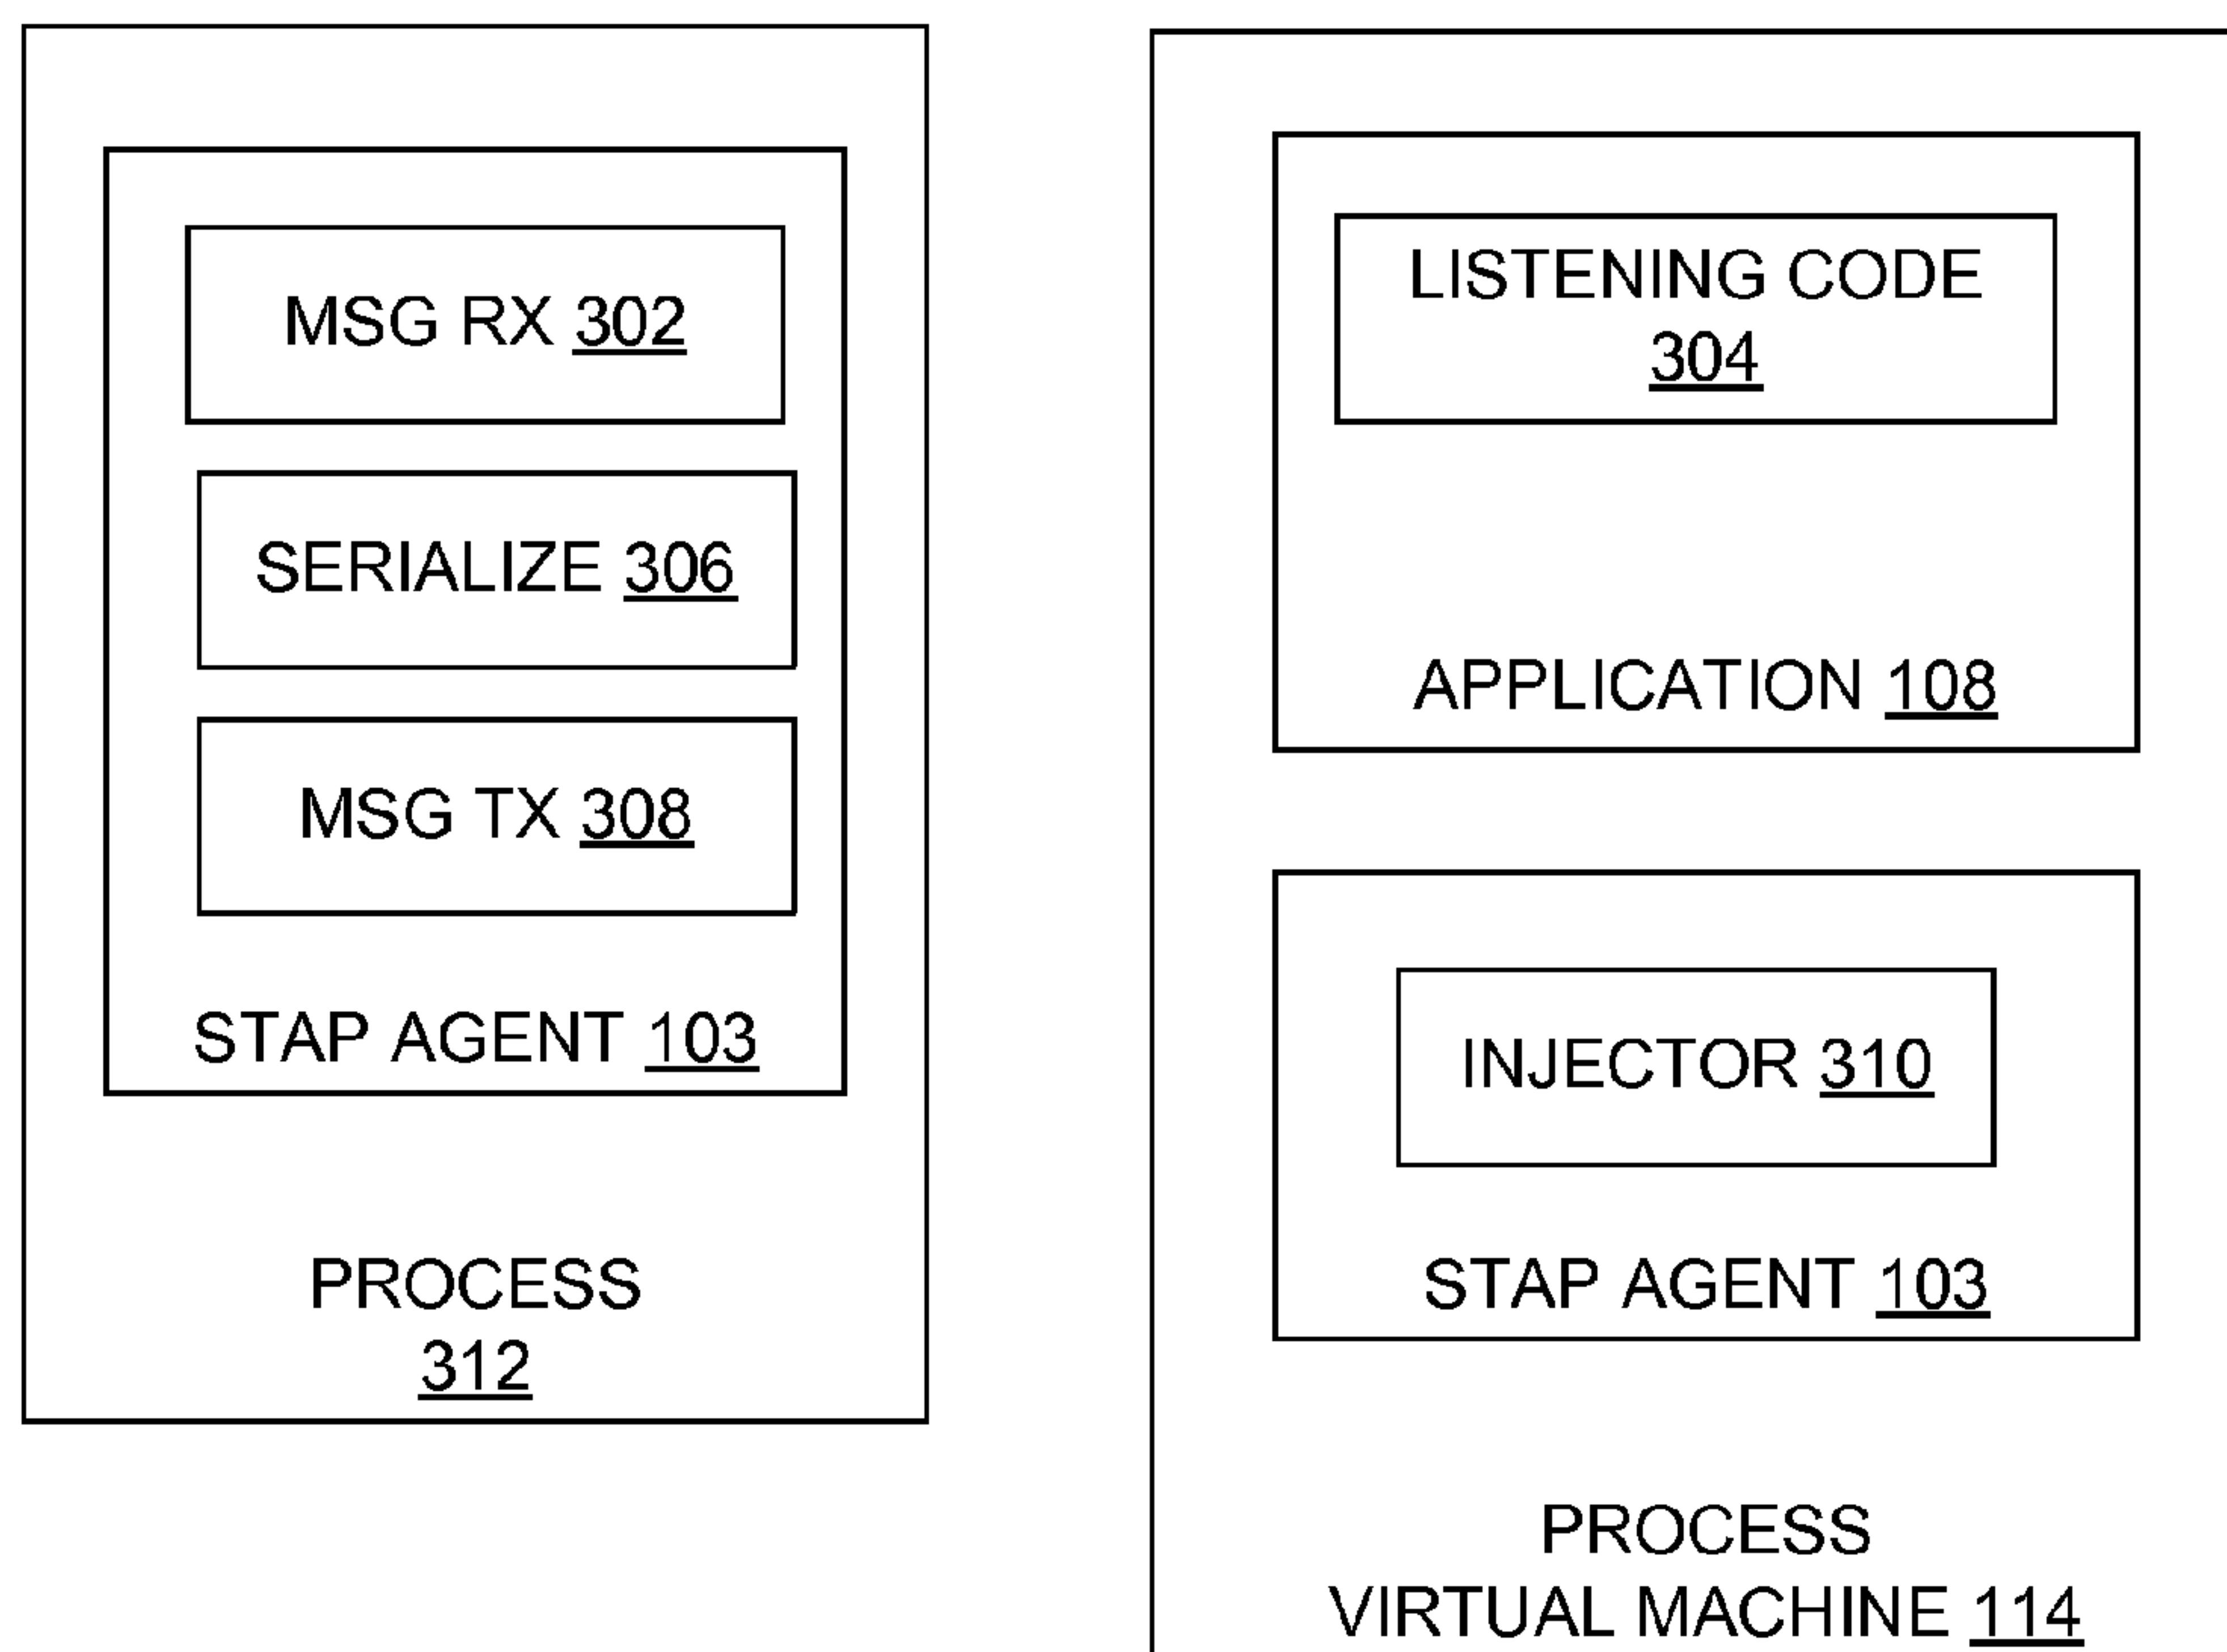 MSG RX 302
SERIALIZE 306
MSG TX 308
STAP AGENT 103
PROCESS
312
LISTENING CODE
304
APPLICATION 108
INJECTOR 310
STAP AGENT 103
PROCESS
VIRTUAL MACHINE 114